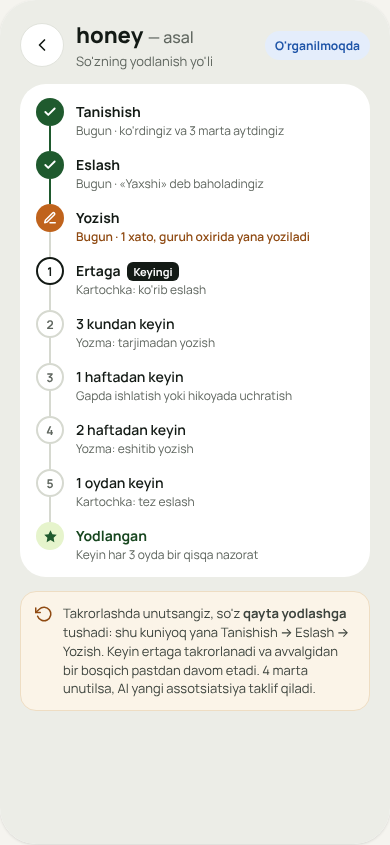 honey — asal
So'zning yodlanish yo'li
O'rganilmoqda
Tanishish
Bugun · ko'rdingiz va 3 marta aytdingiz
Eslash
Bugun · «Yaxshi» deb baholadingiz
Yozish
Bugun · 1 xato, guruh oxirida yana yoziladi
1
Ertaga Keyingi
Kartochka: ko'rib eslash
2
3 kundan keyin
Yozma: tarjimadan yozish
3
1 haftadan keyin
Gapda ishlatish yoki hikoyada uchratish
4
2 haftadan keyin
Yozma: eshitib yozish
5
1 oydan keyin
Kartochka: tez eslash
Yodlangan
Keyin har 3 oyda bir qisqa nazorat
Takrorlashda unutsangiz, so'z qayta yodlashga
tushadi: shu kuniyoq yana Tanishish → Eslash →
Yozish. Keyin ertaga takrorlanadi va avvalgidan
bir bosqich pastdan davom etadi. 4 marta
unutilsa, AI yangi assotsiatsiya taklif qiladi.